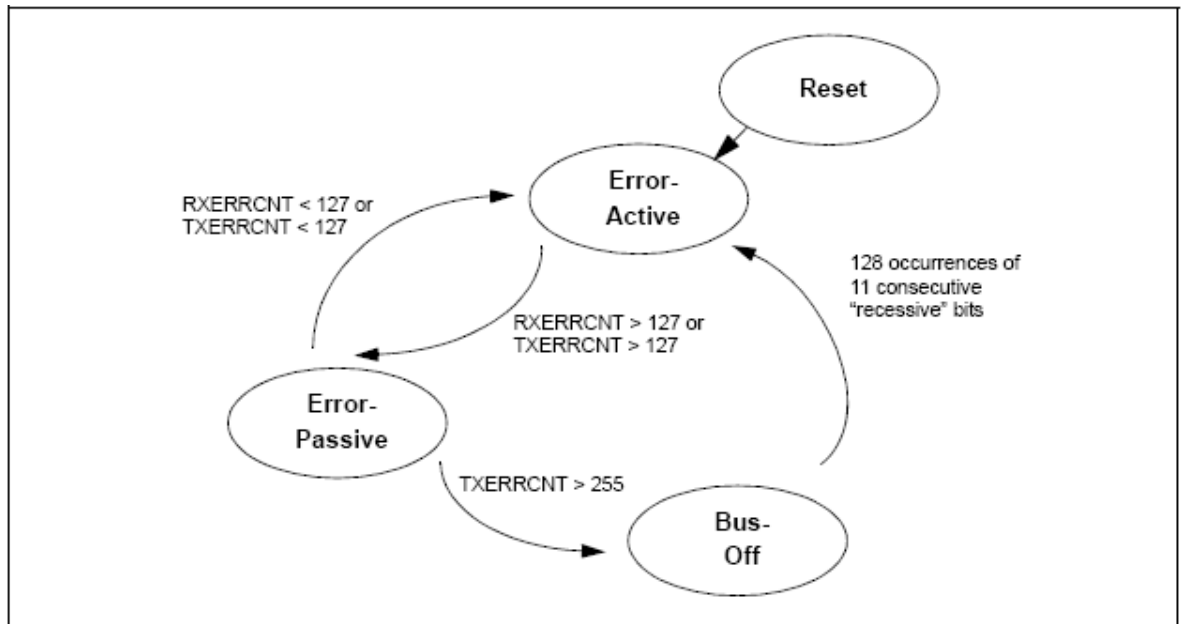 Reset
Error-
Active
RXERRCNT < 127 or
TXERRCNT < 127
128 occurrences of
11 consecutive
“recessive” bits
RXERRCNT > 127 or
TXERRCNT > 127
Error-
Passive
TXERRCNT > 255
Bus-
Off